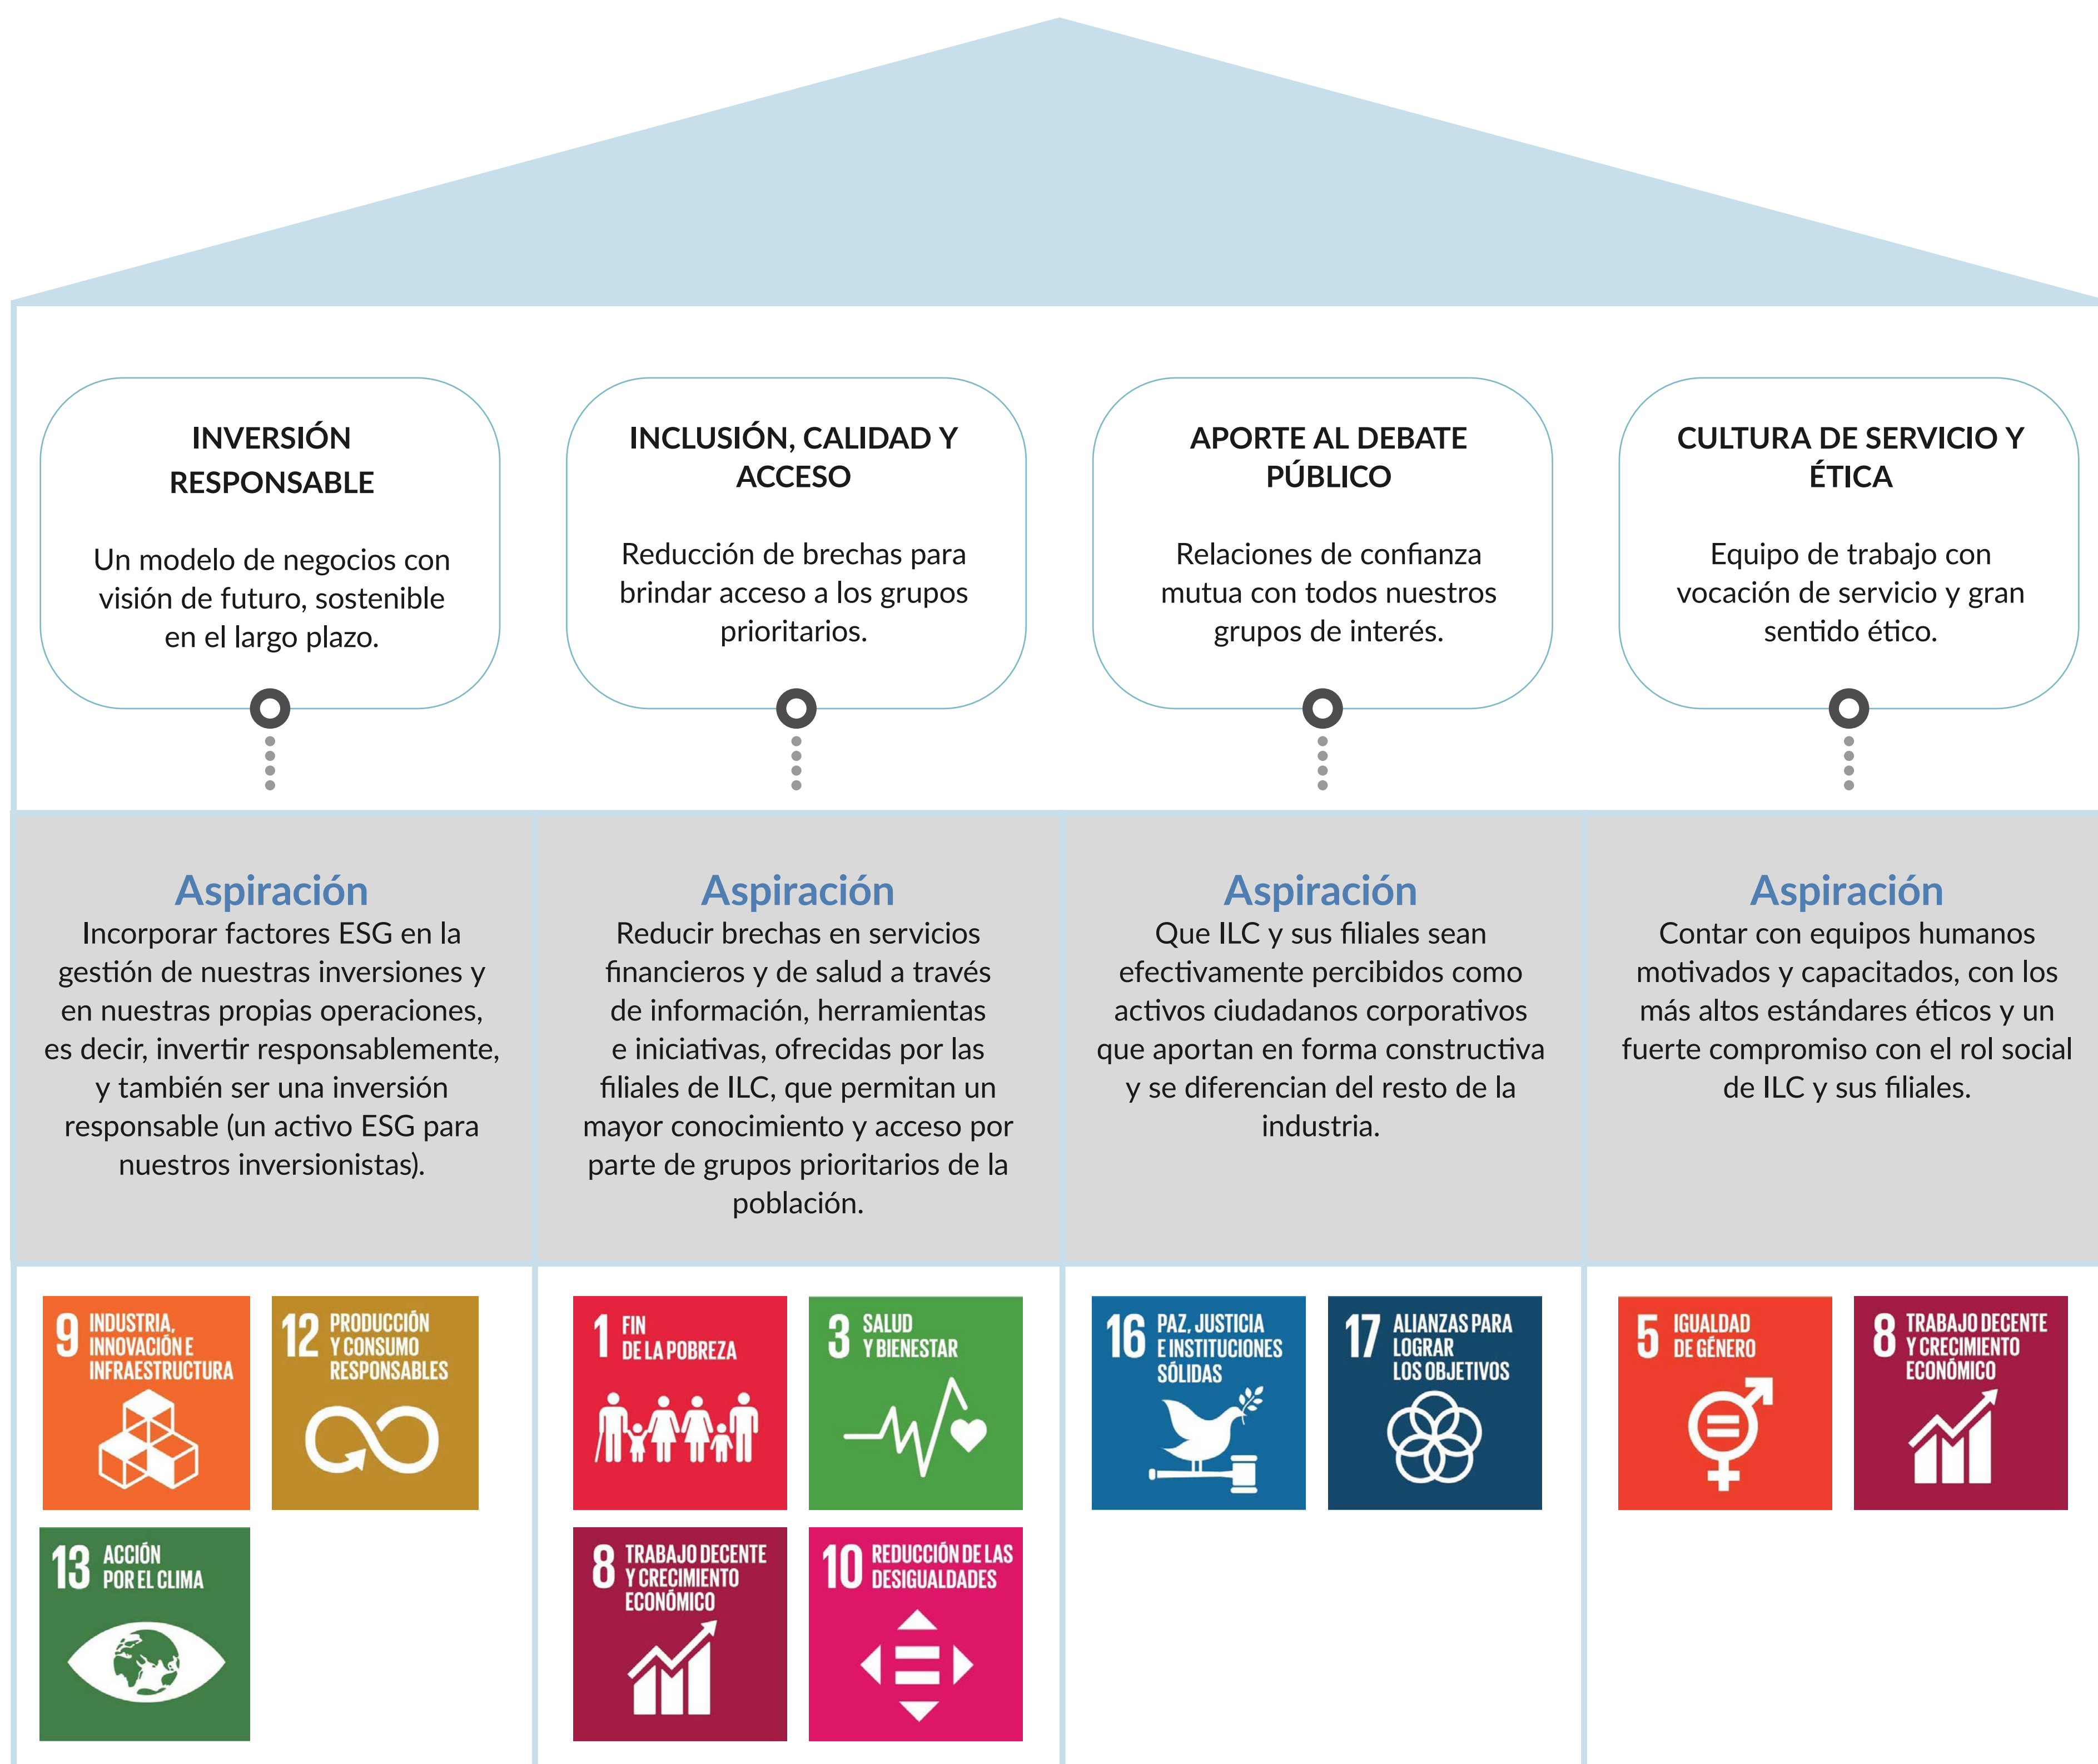 INVERSIÓN
RESPONSABLE
Un modelo de negocios con
visión de futuro, sostenible
en el largo plazo.
INCLUSIÓN, CALIDAD Y
ACCESO
Reducción de brechas para
brindar acceso a los grupos
prioritarios.
APORTE AL DEBATE
PÚBLICO
Relaciones de confianza
mutua con todos nuestros
grupos de interés.
CULTURA DE SERVICIO Y
ÉTICA
Equipo de trabajo con
vocación de servicio y gran
sentido ético.
Aspiración
Incorporar factores ESG en la
gestión de nuestras inversiones y
en nuestras propias operaciones,
es decir, invertir responsablemente,
y también ser una inversión
responsable (un activo ESG para
nuestros inversionistas).
Aspiración
Reducir brechas en servicios
financieros y de salud a través
de información, herramientas
e iniciativas, ofrecidas por las
filiales de ILC, que permitan un
mayor conocimiento y acceso por
parte de grupos prioritarios de la
población.
Aspiración
Que ILC y sus filiales sean
efectivamente percibidos como
activos ciudadanos corporativos
que aportan en forma constructiva
y se diferencian del resto de la
industria.
Aspiración
Contar con equipos humanos
motivados y capacitados, con los
más altos estándares éticos y un
fuerte compromiso con el rol social
de ILC y sus filiales.
9 INDUSTRIA,
INNOVACIÓN E
INFRAESTRUCTURA
12 PRODUCCIÓN
Y CONSUMO
RESPONSABLES
13 ACCIÓN
POR EL CLIMA
1 FIN
DE LA POBREZA
3 SALUD
Y BIENESTAR
8 TRABAJO DECENTE
Y CRECIMIENTO
ECONÓMICO
10 REDUCCIÓN DE LAS
DESIGUALDADES
16 PAZ, JUSTICIA
E INSTITUCIONES
SÓLIDAS
17 ALIANZAS PARA
LOGRAR
LOS OBJETIVOS
5 IGUALDAD
DE GÉNERO
8 TRABAJO DECENTE
Y CRECIMIENTO
ECONÓMICO